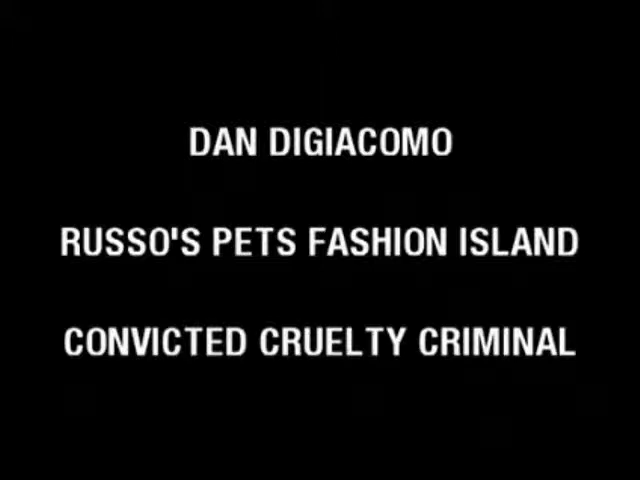 DAN DIGIACOMO
RUSSO'S PETS FASHION ISLAND
CONVICTED CRUELTY CRIMINAL